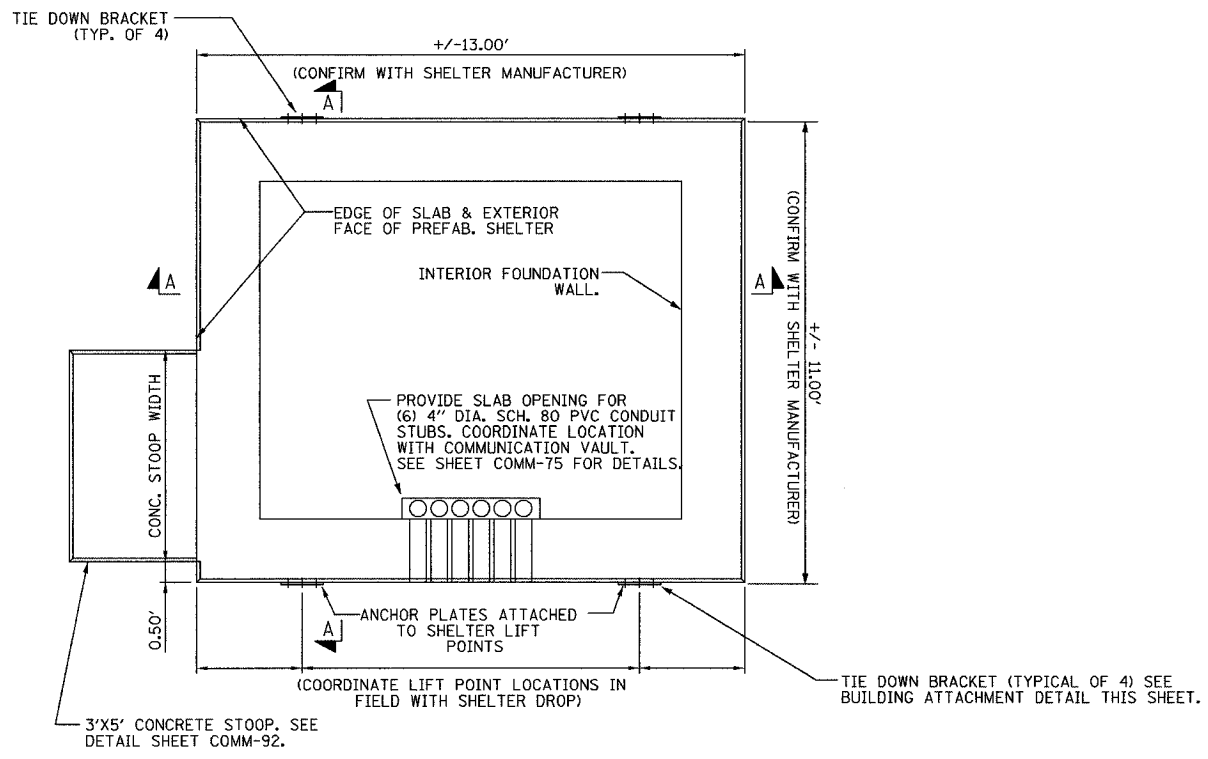 TIE DOWN BRACKET
(TYP. OF 4)
+/-13.00'
(CONFIRM WITH SHELTER MANUFACTURER)
A
EDGE OF SLAB & EXTERIOR
FACE OF PREFAB. SHELTER
INTERIOR FOUNDATION
WALL.
A
A
(CONFIRM WITH SHELTER MANUFACTURER)
+/- 11.00'
PROVIDE SLAB OPENING FOR
(6) 4" DIA. SCH. 80 PVC CONDUIT
STUBS. COORDINATE LOCATION
WITH COMMUNICATION VAULT.
SEE SHEET COMM-75 FOR DETAILS.
CONC. STOOP WIDTH
0.50'
ANCHOR PLATES ATTACHED
TO SHELTER LIFT
POINTS
A
(COORDINATE LIFT POINT LOCATIONS IN
FIELD WITH SHELTER DROP)
TIE DOWN BRACKET (TYPICAL OF 4) SEE
BUILDING ATTACHMENT DETAIL THIS SHEET.
3'X5' CONCRETE STOOP. SEE
DETAIL SHEET COMM-92.